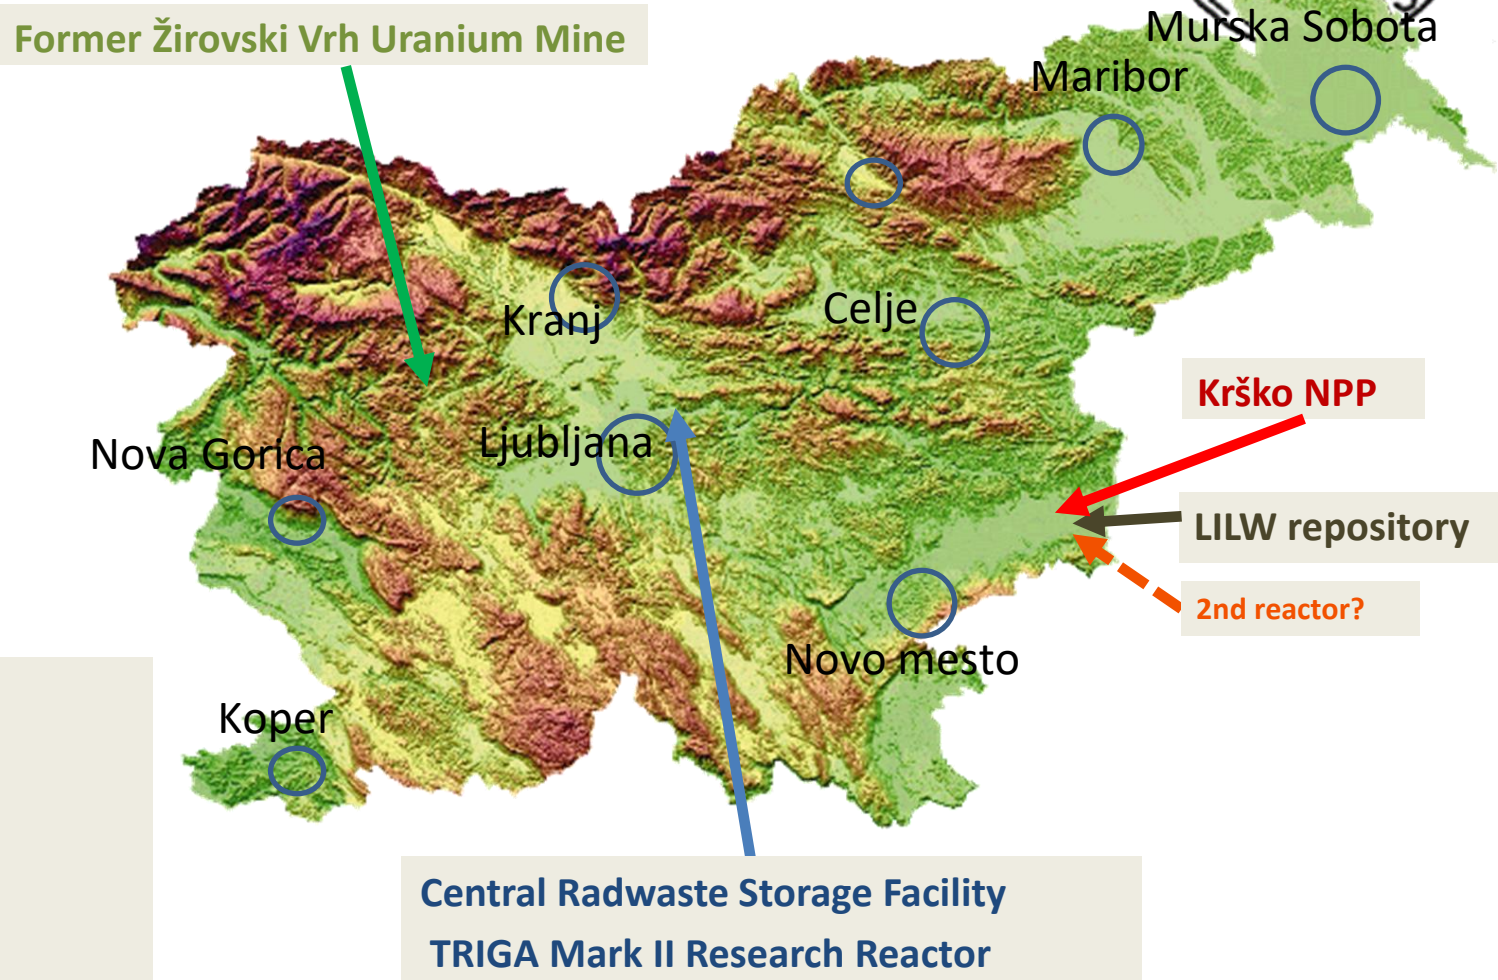 Former Žirovski Vrh Uranium Mine
Murska Sobota
Maribor
Kranj
Celje
Krško NPP
Nova Gorica
Ljubljana
LILW repository
2nd reactor?
Novo mesto
Koper
Central Radwaste Storage Facility
TRIGA Mark II Research Reactor